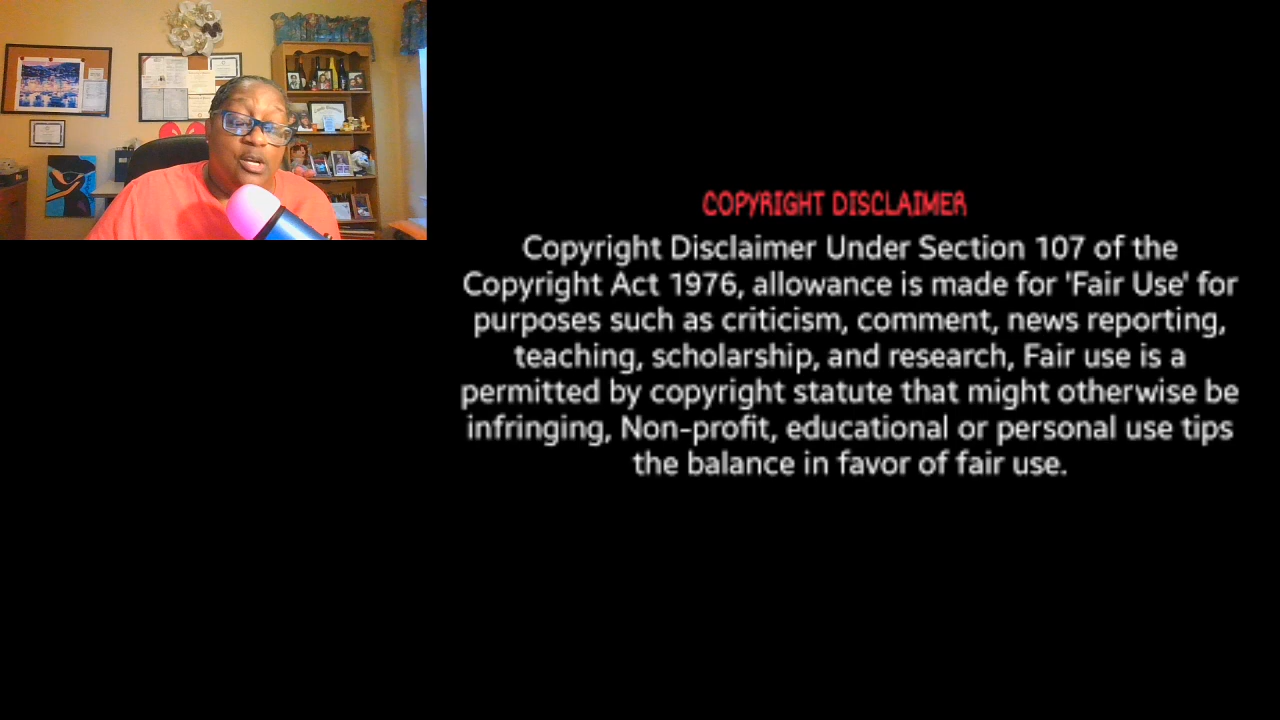 COPYRIGHT DISCLAIMER
Copyright Disclaimer Under Section 107 of the
Copyright Act 1976, allowance is made for 'Fair Use' for
purposes such as criticism, comment, news reporting,
teaching, scholarship, and research, Fair use is a
permitted by copyright statute that might otherwise be
infringing, Non-profit, educational or personal use tips
the balance in favor of fair use.